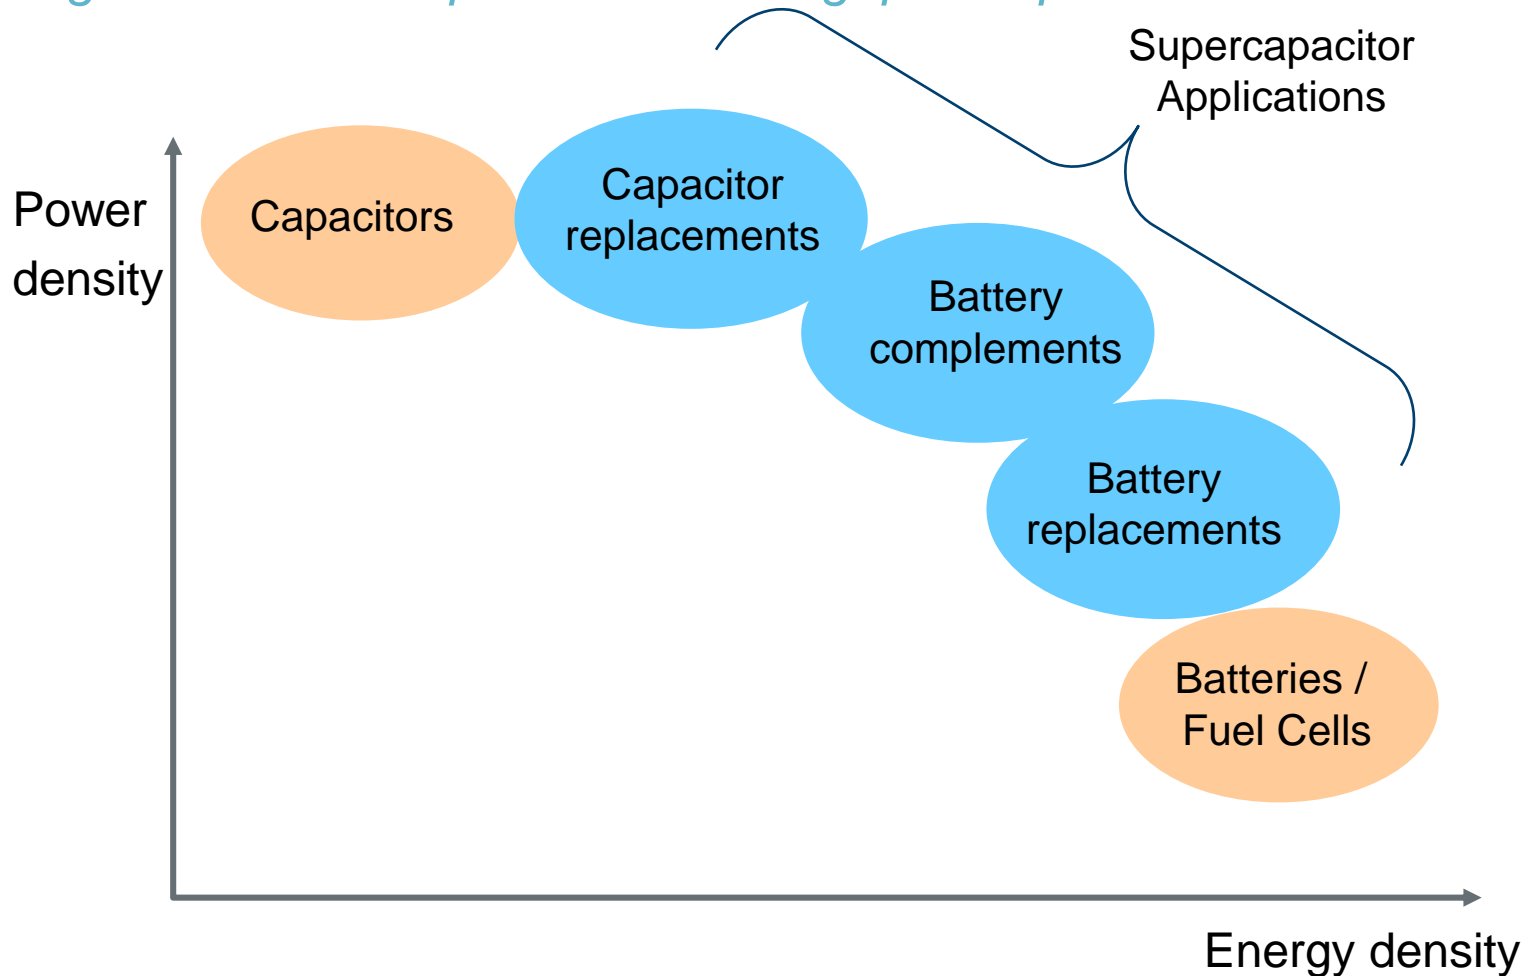 Supercapacitor
Applications
Power
density
Capacitors
Capacitor
replacements
Battery
complements
Battery
replacements
Batteries /
Fuel Cells
Energy density